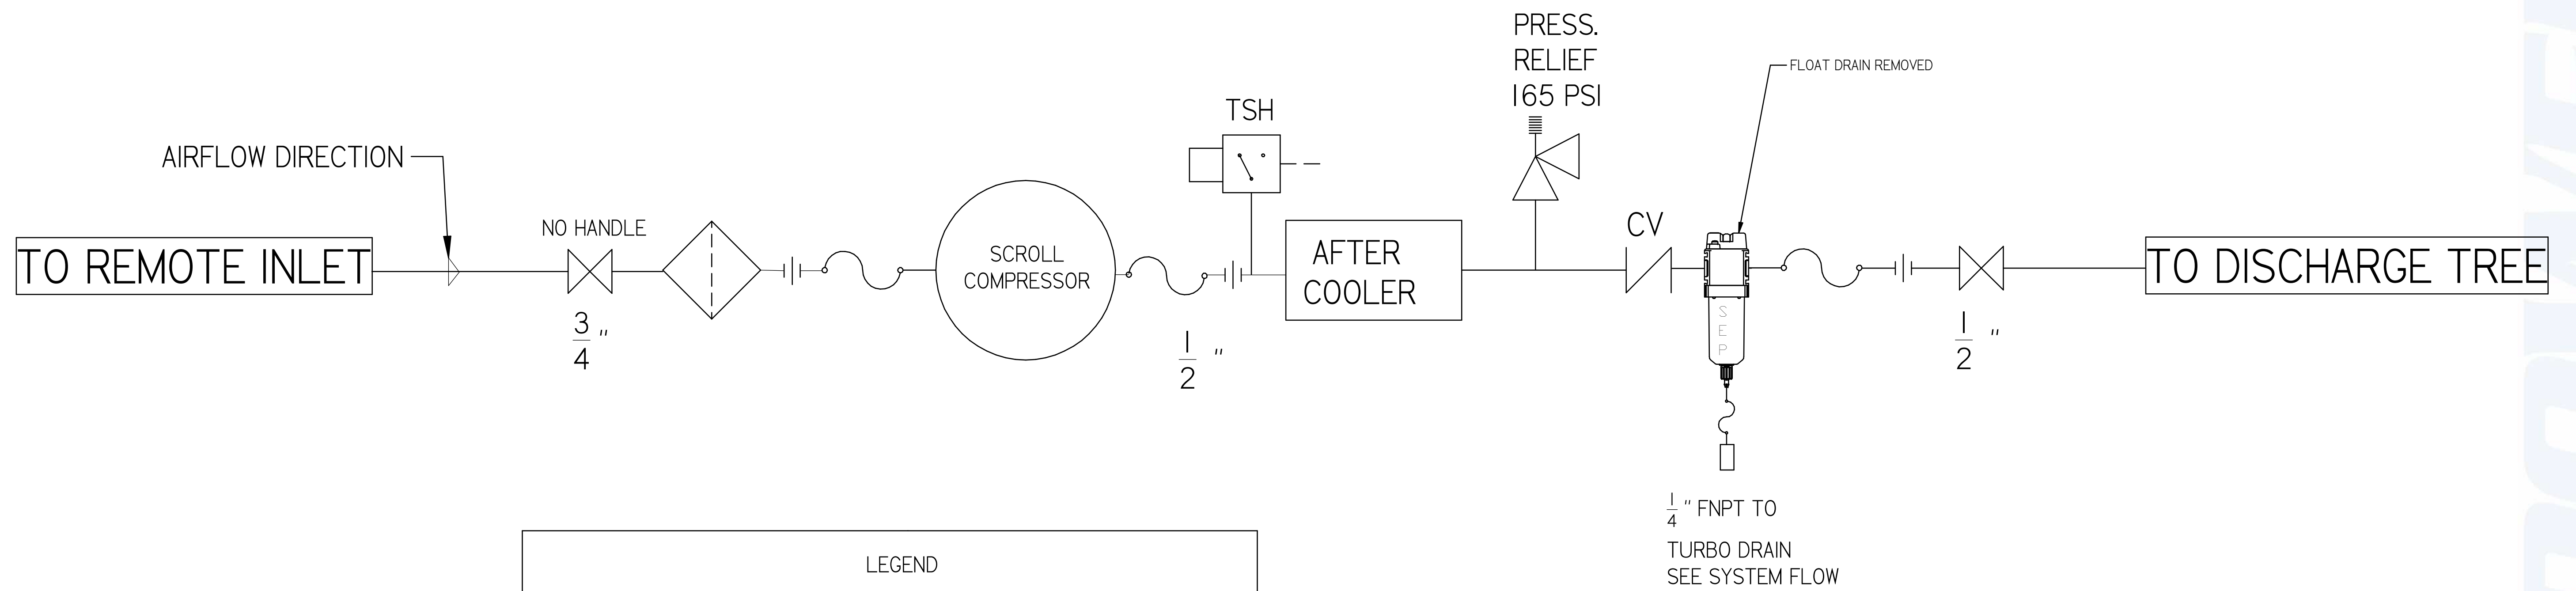 PRESS.
RELIEF
165 PSI
FLOAT DRAIN REMOVED
TSH
AIRFLOW DIRECTION
NO HANDLE
CV
TO REMOTE INLET
SCROLL
COMPRESSOR
AFTER
COOLER
TO DISCHARGE TREE
SEP
3/4 "
1/2 "
1/2 "
1/4 " FNPT TO
TURBO DRAIN
SEE SYSTEM FLOW
LEGEND